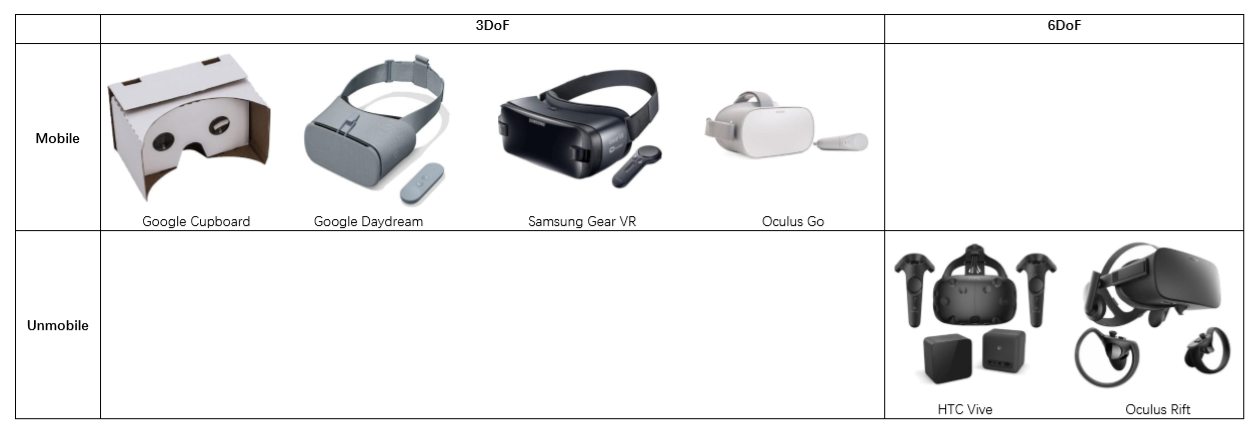 3DoF
6DoF
Mobile
Google Cupboard
Google Daydream
Samsung Gear VR
Oculus Go
Unmobile
HTC Vive
Oculus Rift